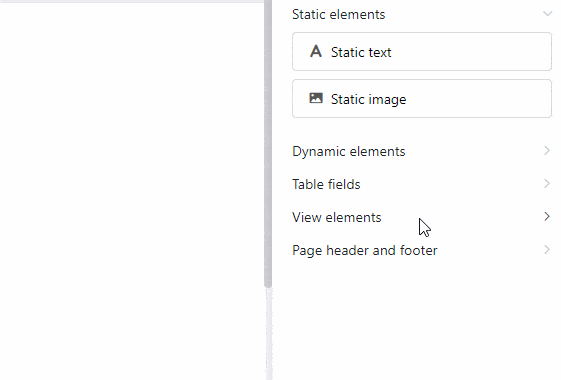 Static elements
Static text
Static image
Dynamic elements
Table fields
View elements
Page header and footer